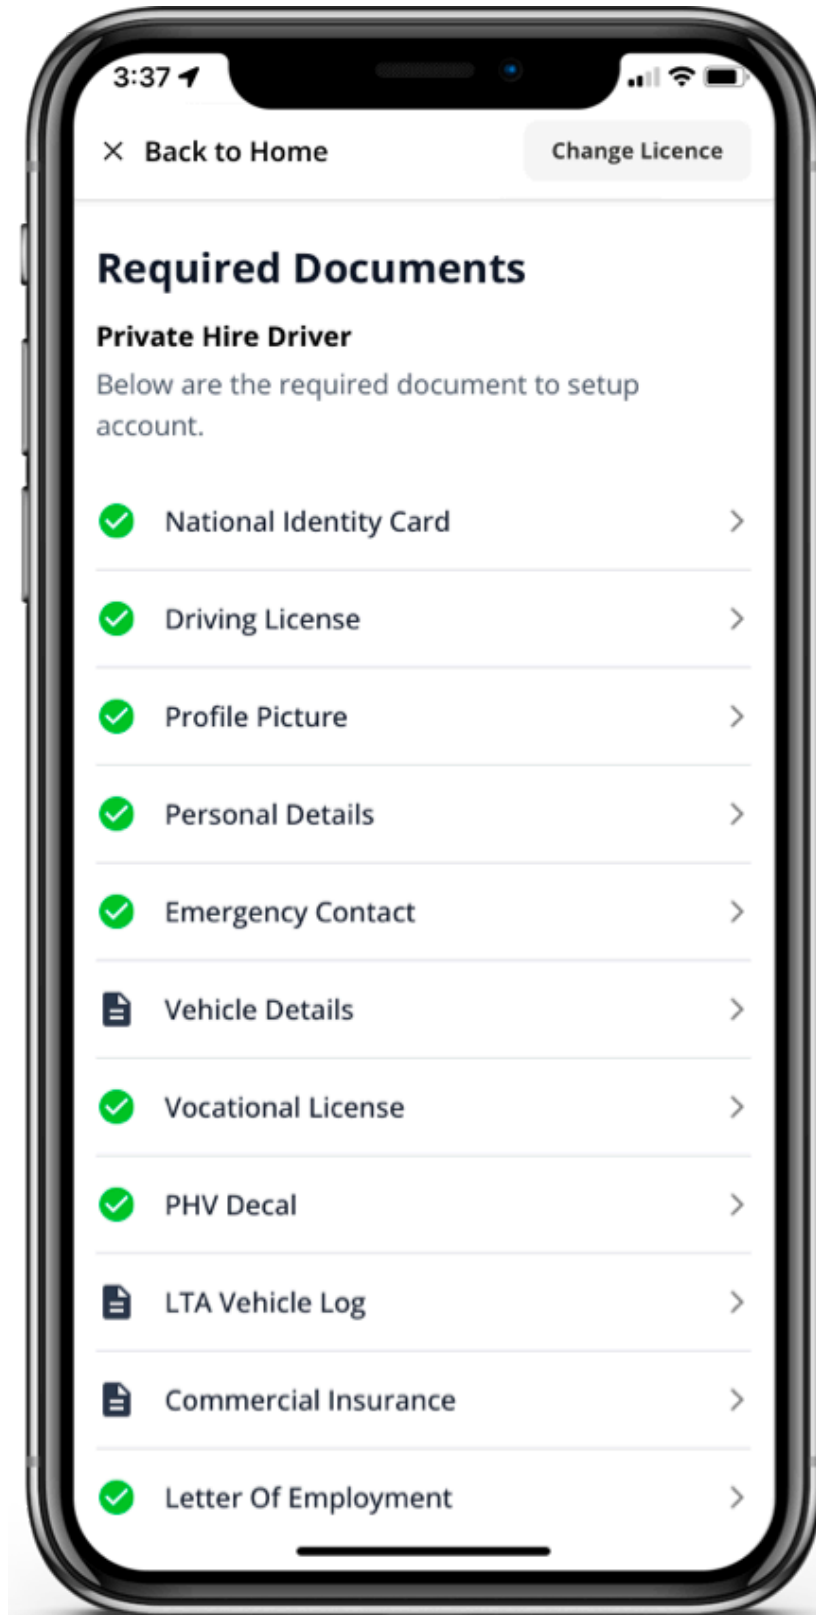 3:37
Back to Home
Change Licence
Required Documents
Private Hire Driver
Below are the required document to setup
account.
National Identity Card
Driving License
Profile Picture
Personal Details
Emergency Contact
Vehicle Details
Vocational License
PHV Decal
LTA Vehicle Log
Commercial Insurance
Letter Of Employment